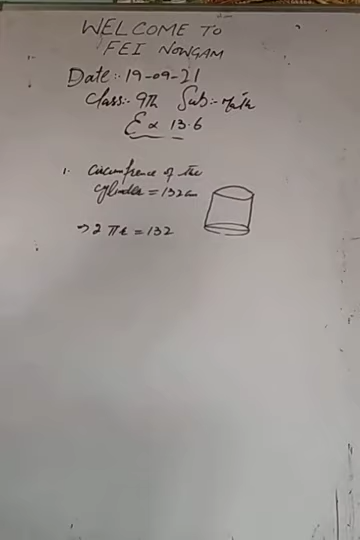 WELCOME TO
FEI NOWGAM
Date:- 19-09-21
Class:- 9Th Sub:- Math
Ex 13.6
1. circumfrence of the
cylinder = 132cm
⇒ 2πr = 132